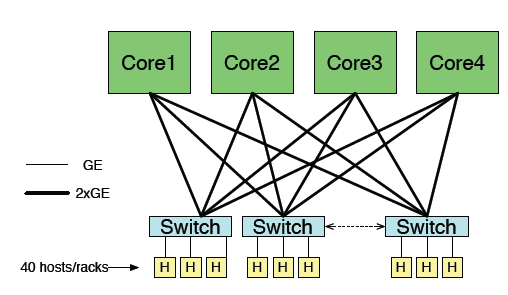 Core1 Core2 Core3 Core4
GE
2xGE
Switch Switch Switch
40 hosts/racks H H H H H H H H H